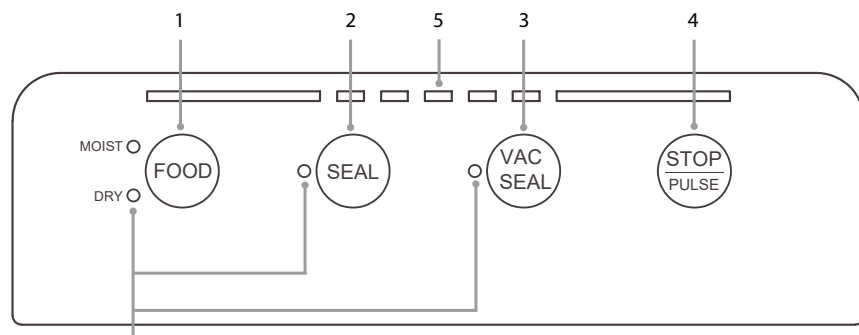 1 2 5 3 4
MOIST
DRY
FOOD
SEAL
VAC
SEAL
STOP
PULSE